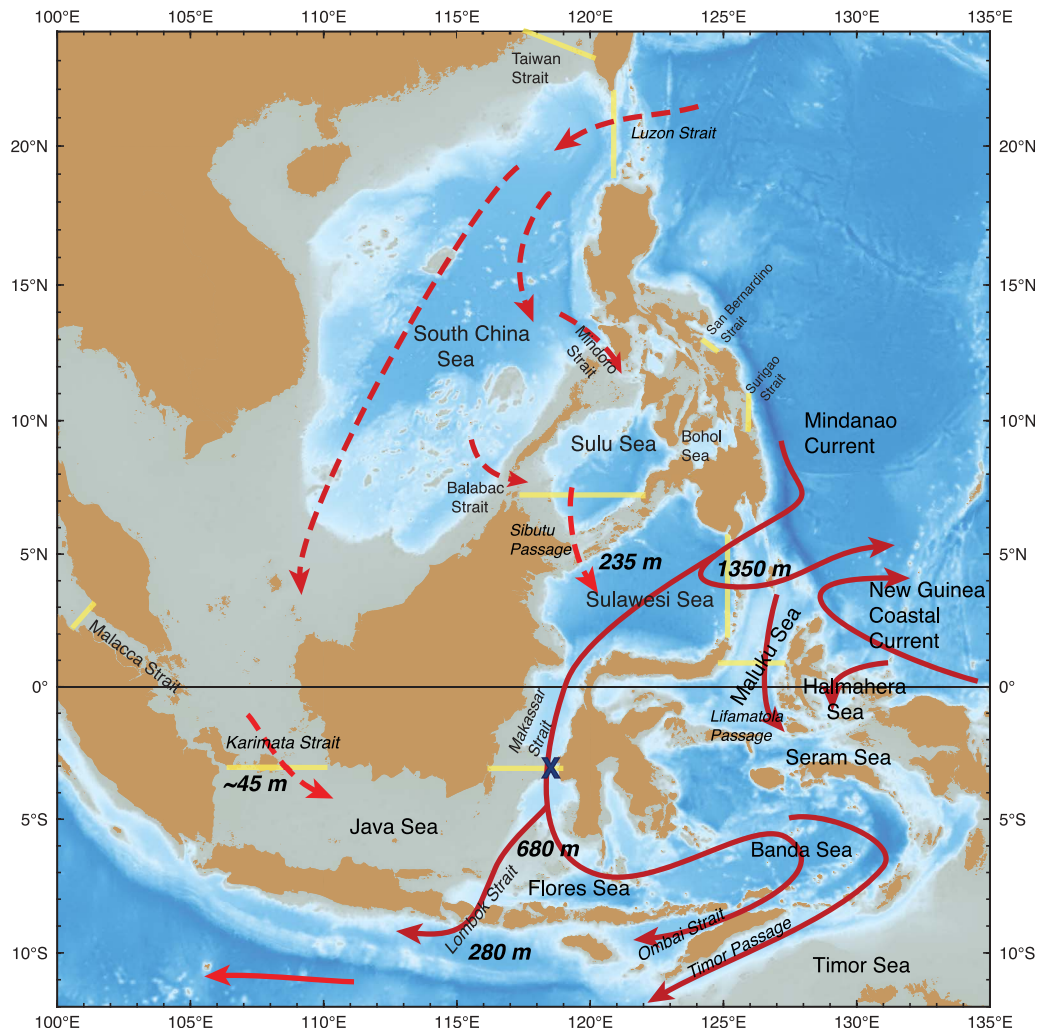 100°E 105°E 110°E 115°E 120°E 125°E 130°E 135°E
Taiwan
Strait
Luzon Strait
20°N 20°N
15°N 15°N
San Bernardino
Strait
South China
Sea
Mindoro
Strait
Surigao
Strait
10°N 10°N
Mindanao
Current
Sulu Sea
Bohol
Sea
Balabac
Strait
Sibutu
Passage
5°N 5°N
235 m
1350 m
Sulawesi Sea
New Guinea
Coastal
Current
Malacca Strait
Maluku Sea
0° 0°
Halmahera
Sea
Makassar
Strait
Lifamatola
Passage
Karimata Strait
Seram Sea
X
~45 m
5°S 5°S
Java Sea
680 m
Banda Sea
Flores Sea
Lombok Strait
Ombai Strait
Timor Passage
280 m
10°S 10°S
Timor Sea
100°E 105°E 110°E 115°E 120°E 125°E 130°E 135°E